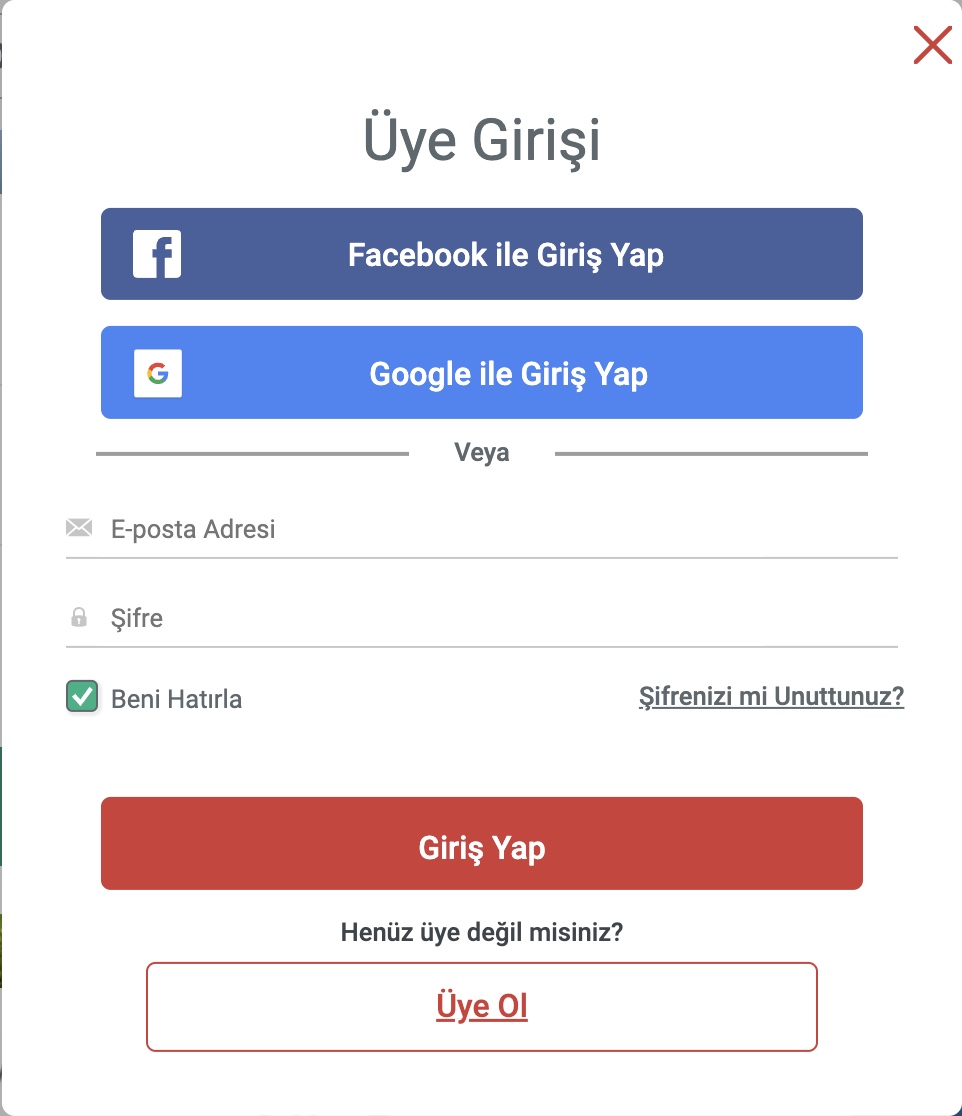 Üye Girişi
Facebook ile Giriş Yap
Google ile Giriş Yap
Veya
E-posta Adresi
Şifre
Beni Hatırla
Şifrenizi mi Unuttunuz?
Giriş Yap
Henüz üye değil misiniz?
Üye Ol